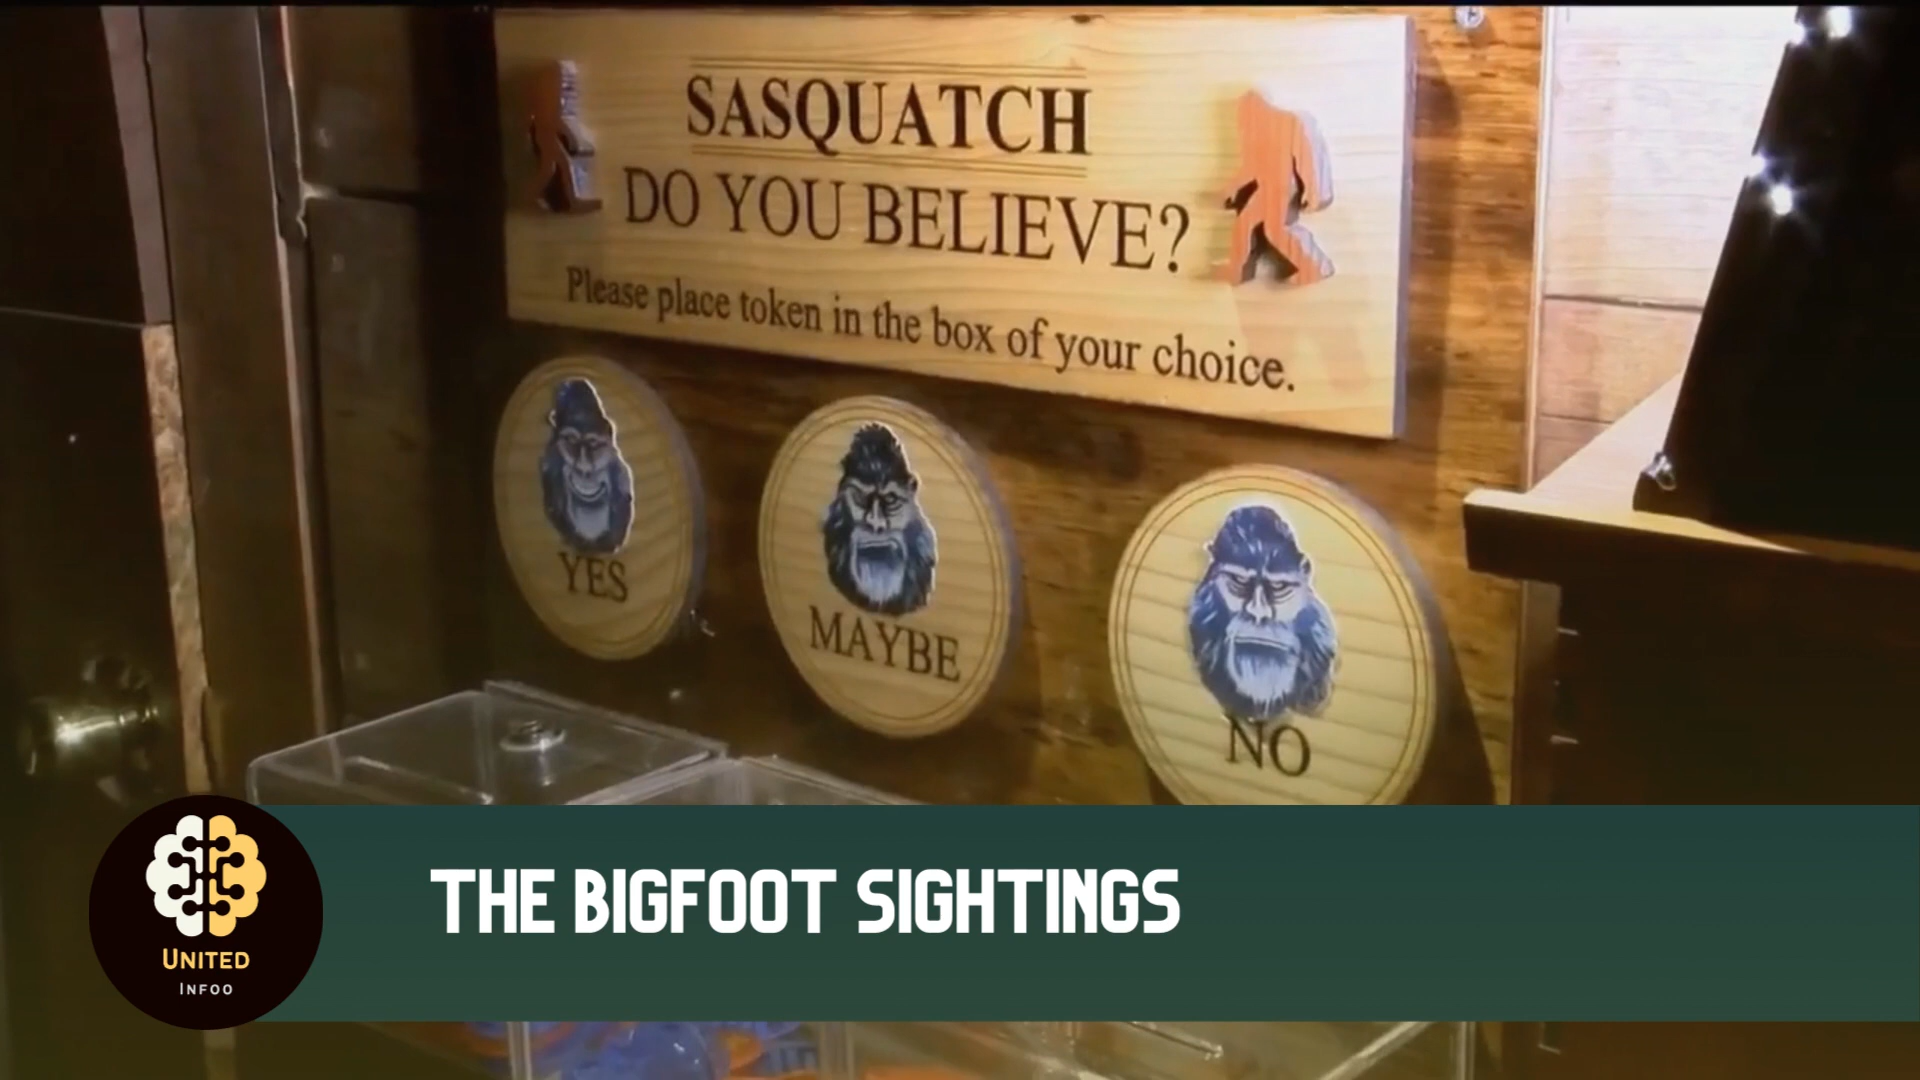 SASQUATCH
DO YOU BELIEVE?
Please place token in the box of your choice.
YES
MAYBE
NO
THE BIGFOOT SIGHTINGS
UNITED
INFOO